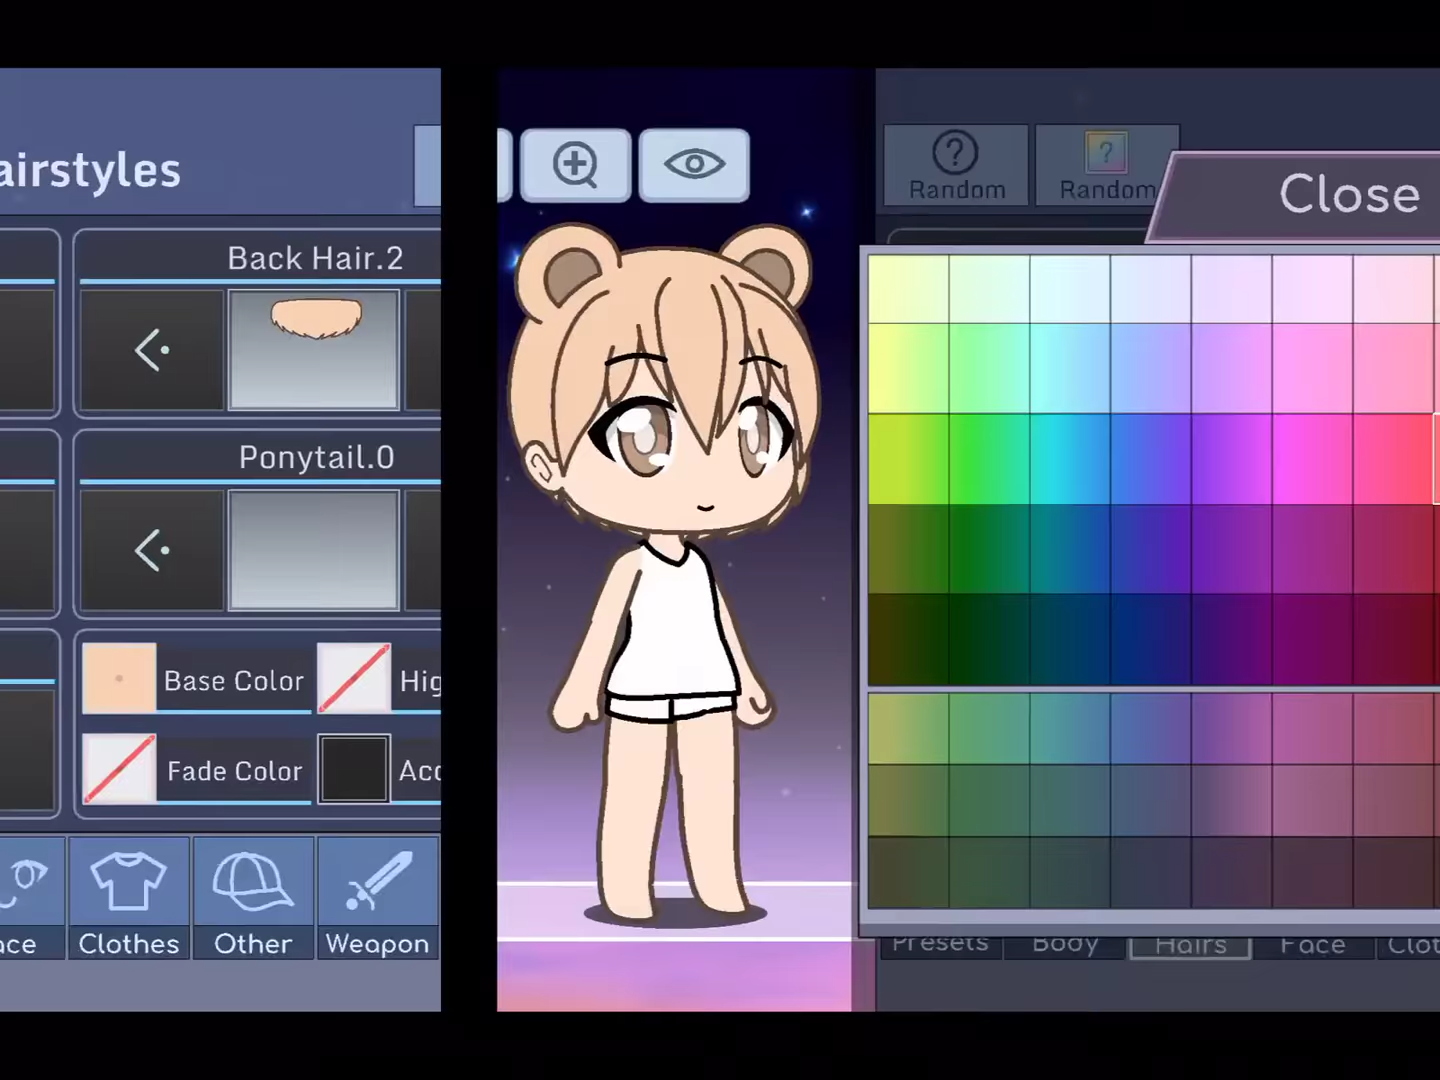 airstyles
Back Hair.2
Ponytail.0
Base Color
Hig
Fade Color
Acc
ace
Clothes
Other
Weapon
Random
Random
Close
Presets
Body
Hairs
Face
Clot